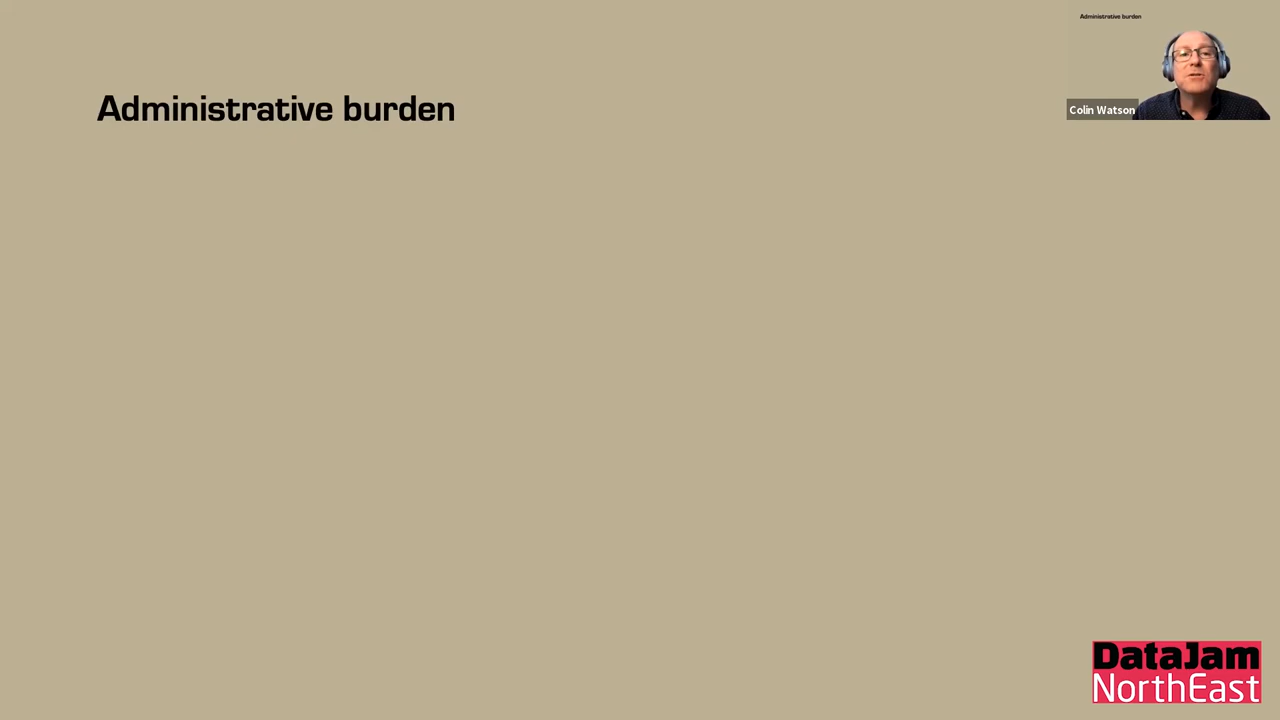 Administrative burden
Administrative burden
Colin Watson
DataJam
NorthEast